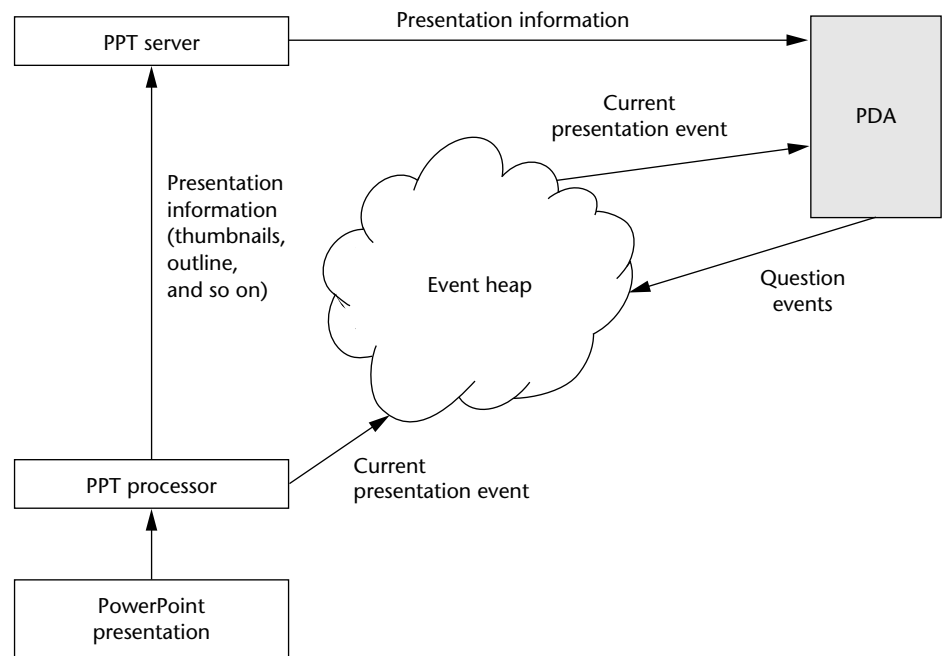 Presentation information
PPT server
PDA
Current
presentation event
Presentation
information
(thumbnails,
outline,
and so on)
Event heap
Question
events
Current
presentation event
PPT processor
PowerPoint
presentation